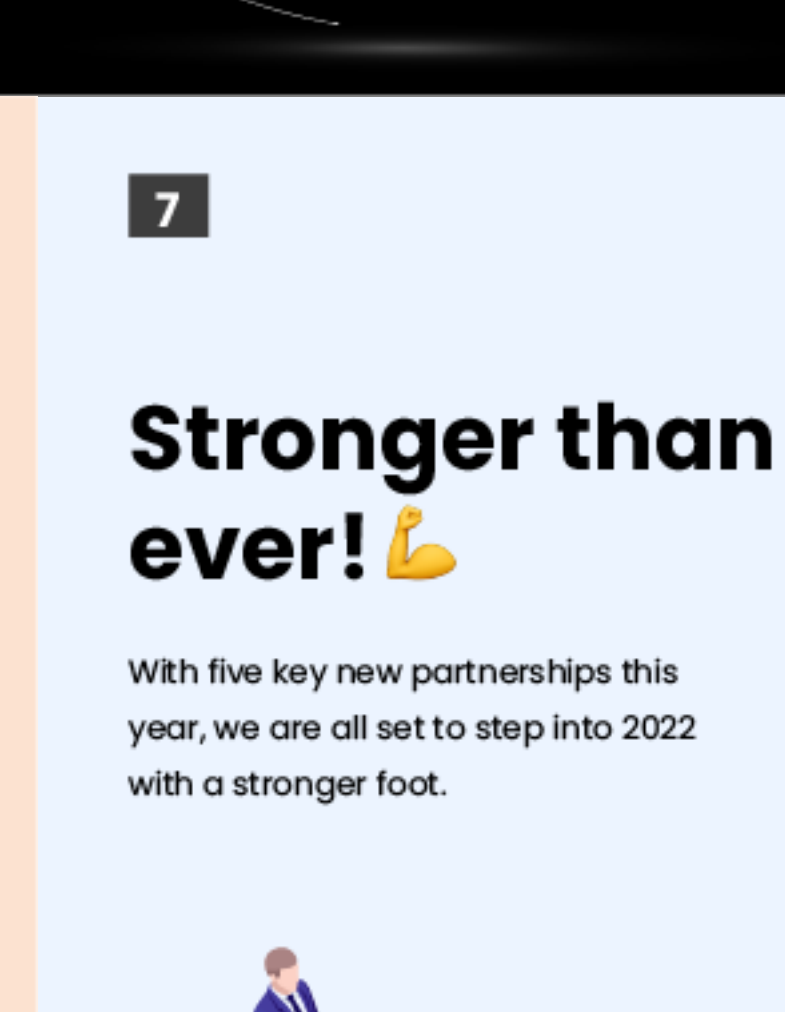 7
Stronger than
ever!💪
With five key new partnerships this
year, we are all set to step into 2022
with a stronger foot.